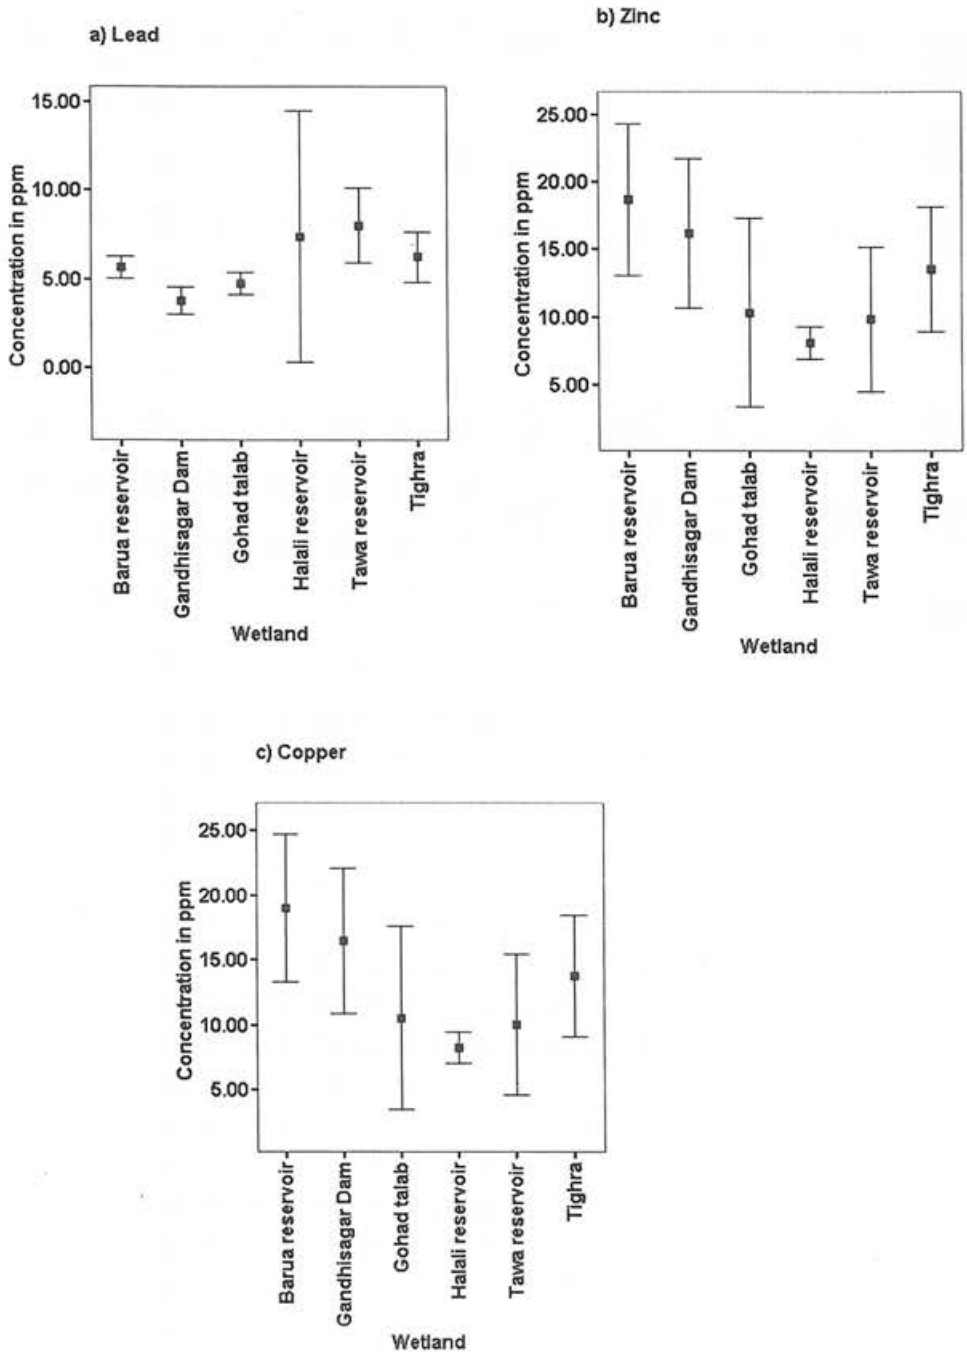 a) Lead
15.00
10.00
5.00
0.00
Concentration in ppm
Barua reservoir
Gandhisagar Dam
Gohad talab
Halali reservoir
Tawa reservoir
Tighra
Wetland
b) Zinc
25.00
20.00
15.00
10.00
5.00
Concentration in ppm
Barua reservoir
Gandhisagar Dam
Gohad talab
Halali reservoir
Tawa reservoir
Tighra
Wetland
c) Copper
25.00
20.00
15.00
10.00
5.00
Concentration in ppm
Barua reservoir
Gandhisagar Dam
Gohad talab
Halali reservoir
Tawa reservoir
Tighra
Wetland